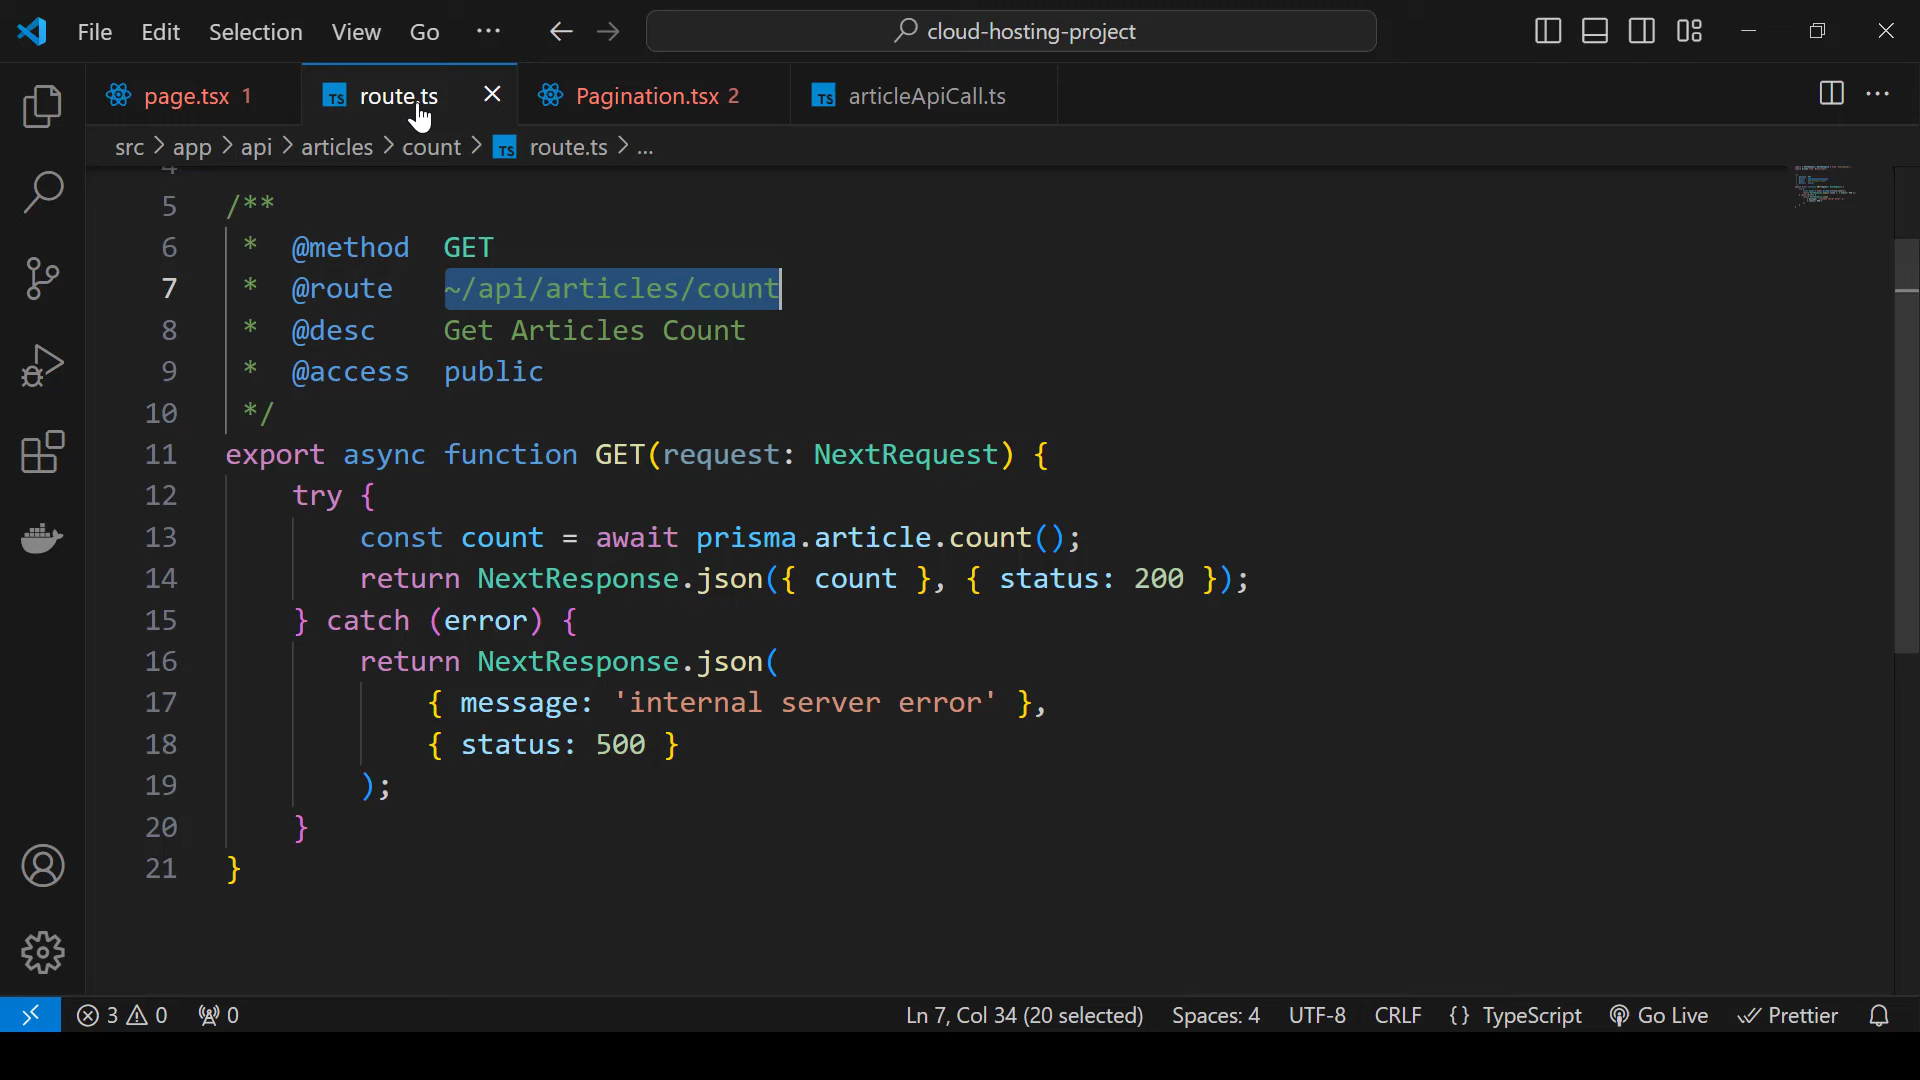 File Edit Selection View Go ... cloud-hosting-project
page.tsx 1 TS route.ts Pagination.tsx 2 TS articleApiCall.ts ...
src > app > api > articles > count > TS route.ts > ...
4
5 /**
6 * @method GET
7 * @route ~/api/articles/count
8 * @desc Get Articles Count
9 * @access public
10 */
11 export async function GET(request: NextRequest) {
12 try {
13 const count = await prisma.article.count();
14 return NextResponse.json({ count }, { status: 200 });
15 } catch (error) {
16 return NextResponse.json(
17 { message: 'internal server error' },
18 { status: 500 }
19 );
20 }
21 }
3 0 0 Ln 7, Col 34 (20 selected) Spaces: 4 UTF-8 CRLF {} TypeScript Go Live Prettier